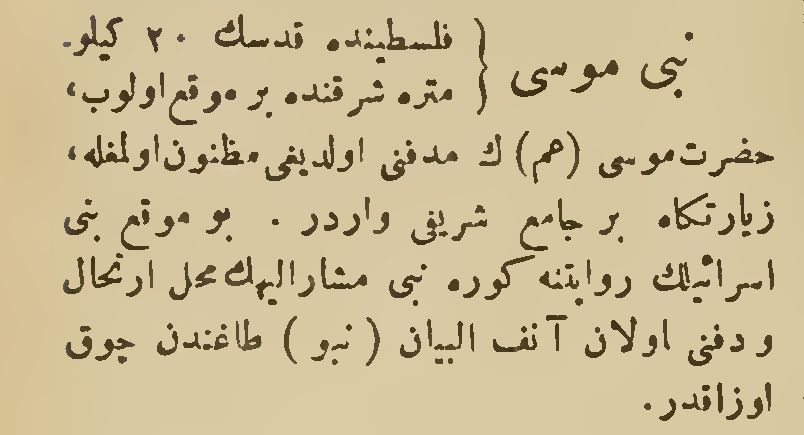 نبی موسی { فلسطینده قدسك ۲۰ کیلو-
متره شرقنده بر موقع اولوب،
حضرت موسی (عم) ك مدفنی اولدیغی مظنون اولمغله،
زیارتکاه بر جامع شریفی واردر . بو موقع بنی
اسرائیلك روایتنه کوره نبی مشارالیهك محل ارتحال
و دفنی اولان آنف البیان (نبو) طاغندن چوق
اوزاقدر.